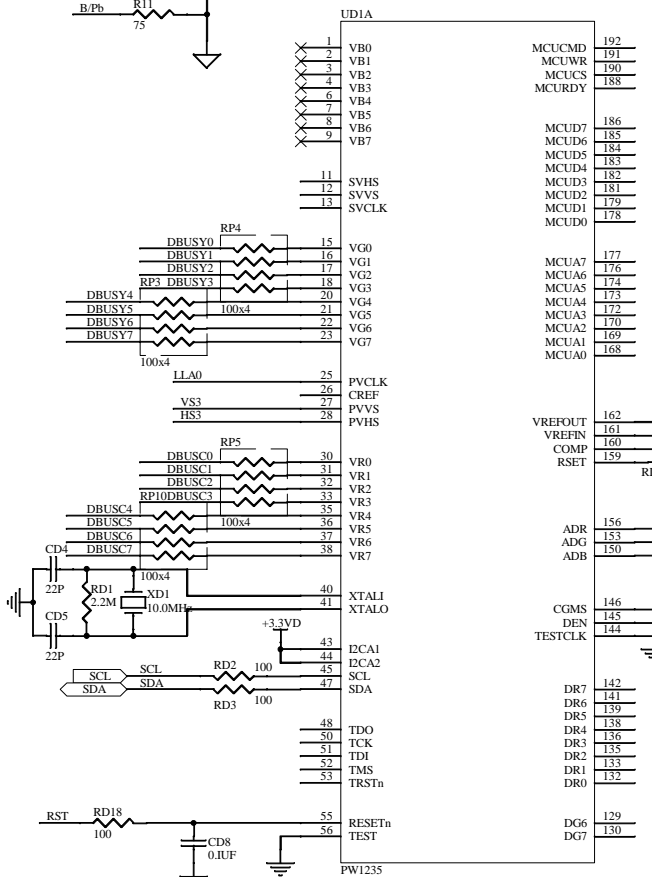 B/Pb R11
75
UD1A
1 VB0 MCUCMD 192
2 VB1 MCUWR 191
3 VB2 MCUCS 190
4 VB3 MCURDY 188
6 VB4
7 VB5
8 VB6 MCUD7 186
9 VB7 MCUD6 185
MCUD5 184
MCUD4 183
11 SVHS MCUD3 182
12 SVVS MCUD2 181
13 SVCLK MCUD1 179
MCUD0 178
RP4
DBUSY0 15 VG0
DBUSY1 16 VG1 MCUA7 177
DBUSY2 17 VG2 MCUA6 176
RP3 DBUSY3 18 VG3 MCUA5 174
DBUSY4 20 VG4 MCUA4 173
DBUSY5 100x4 21 VG5 MCUA3 172
DBUSY6 22 VG6 MCUA2 170
DBUSY7 23 VG7 MCUA1 169
100x4 MCUA0 168
LLA0 25 PVCLK
26 CREF
VS3 27 PVVS
HS3 28 PVHS VREFOUT 162
VREFIN 161
RP5 COMP 160
DBUSC0 30 VR0 RSET 159
DBUSC1 31 VR1
DBUSC2 32 VR2
RP10 DBUSC3 33 VR3
DBUSC4 35 VR4
DBUSC5 100x4 36 VR5 ADR 156
DBUSC6 37 VR6 ADG 153
DBUSC7 38 VR7 ADB 150
CD4 100x4
22P RD1 XD1 40 XTALI
2.2M 10.0MHz 41 XTALO CGMS 146
CD5 +3.3VD DEN 145
22P TESTCLK 144
43 I2CA1
44 I2CA2
SCL SCL RD2 100 45 SCL
SDA SDA 47 SDA DR7 142
RD3 100 DR6 141
DR5 139
48 TDO DR4 138
50 TCK DR3 136
51 TDI DR2 135
52 TMS DR1 133
53 TRSTn DR0 132
RST RD18 55 RESETn DG6 129
100 56 TEST DG7 130
CD8
0.1UF
PW1235